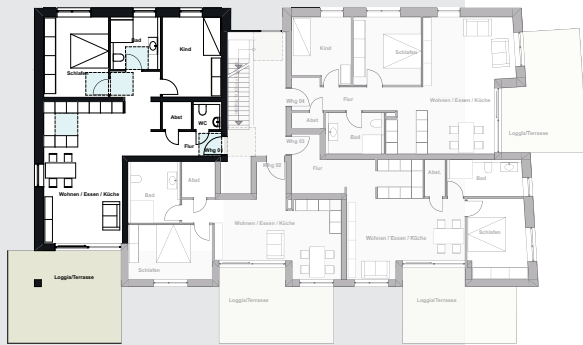 Bad
Kind
Schlafen
Abst
WC
Flur
Whg 01
Wohnen / Essen / Küche
Loggia/Terrasse
Kind
Schlafen
Whg 04
Flur
Abst
Wohnen / Essen / Küche
Bad
Loggia/Terrasse
Whg 03
Whg 02
Flur
Bad
Abst
Wohnen / Essen / Küche
Schlafen
Loggia/Terrasse
Abst.
Bad
Schlafen
Wohnen / Essen / Küche
Loggia/Terrasse